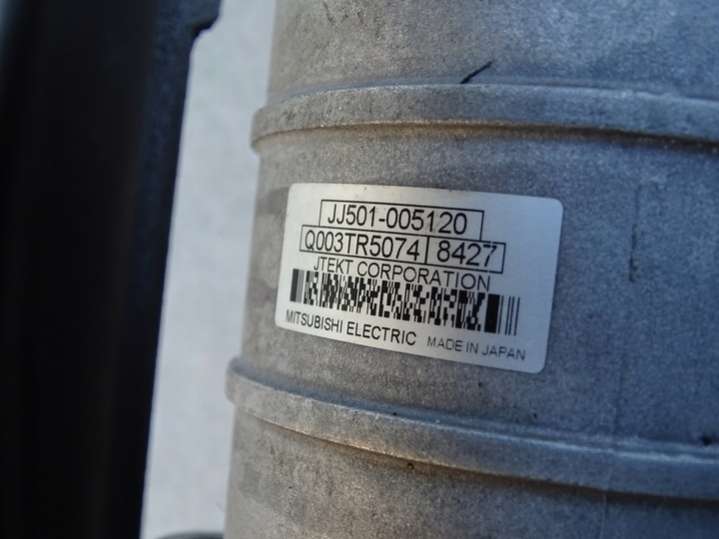 JJ501-005120
Q003TR5074 8427
JTEKT CORPORATION
MITSUBISHI ELECTRIC MADE IN JAPAN